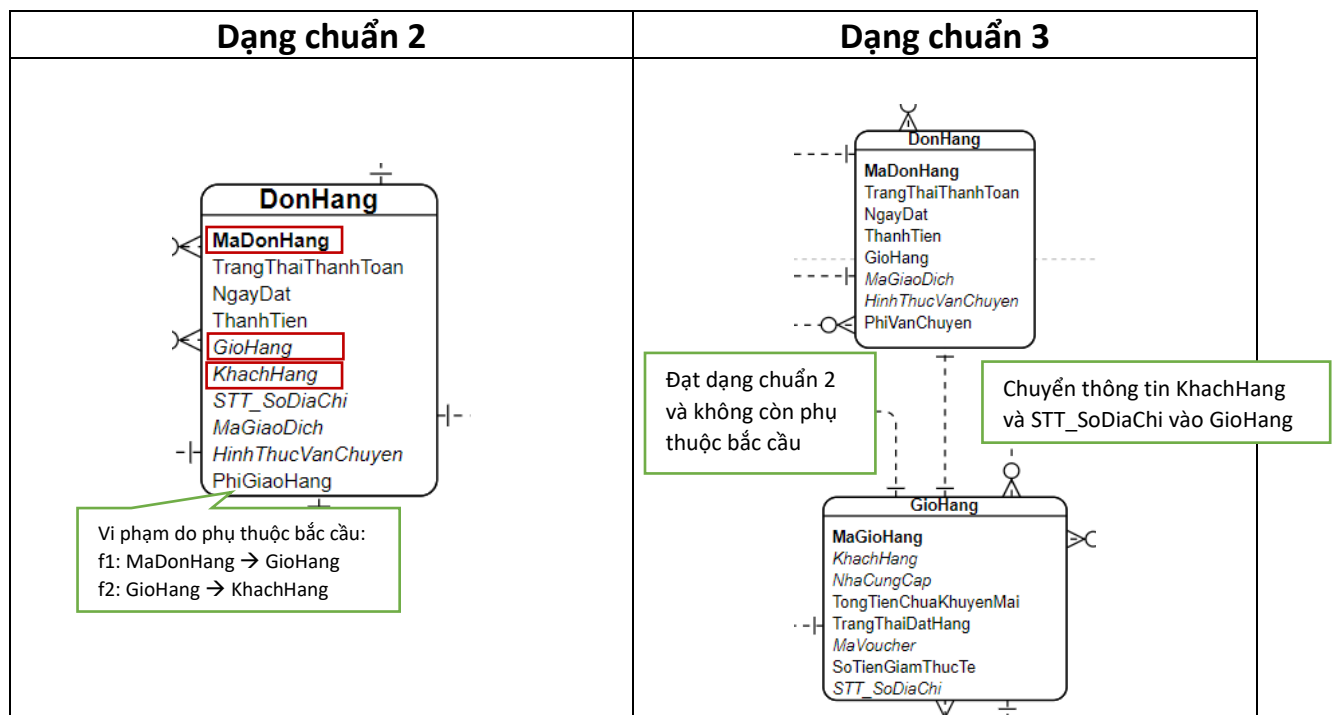 Dạng chuẩn 2
Dạng chuẩn 3
DonHang
MaDonHang
TrangThaiThanhToan
NgayDat
ThanhTien
GioHang
KhachHang
STT_SoDiaChi
MaGiaoDich
HinhThucVanChuyen
PhiGiaoHang
Vi phạm do phụ thuộc bắc cầu:
f1: MaDonHang → GioHang
f2: GioHang → KhachHang
DonHang
MaDonHang
TrangThaiThanhToan
NgayDat
ThanhTien
GioHang
MaGiaoDich
HinhThucVanChuyen
PhiVanChuyen
Đạt dạng chuẩn 2
và không còn phụ
thuộc bắc cầu
Chuyển thông tin KhachHang
và STT_SoDiaChi vào GioHang
GioHang
MaGioHang
KhachHang
NhaCungCap
TongTienChuaKhuyenMai
TrangThaiDatHang
MaVoucher
SoTienGiamThucTe
STT_SoDiaChi